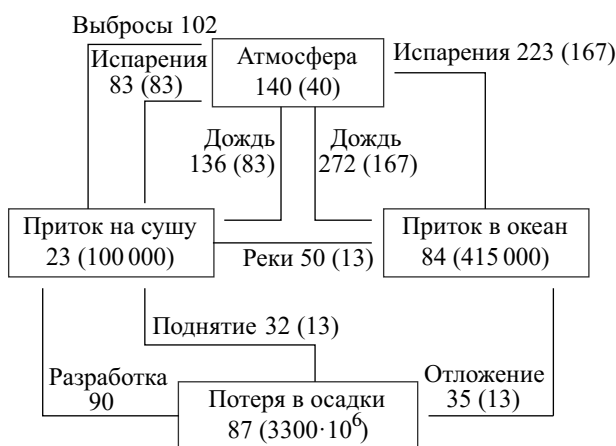 Выбросы 102
Испарения
83 (83)
Атмосфера
140 (40)
Испарения 223 (167)
Дождь
136 (83)
Дождь
272 (167)
Приток на сушу
23 (100 000)
Реки 50 (13)
Приток в океан
84 (415 000)
Поднятие 32 (13)
Разработка
90
Потеря в осадки
87 (3300·10⁶)
Отложение
35 (13)